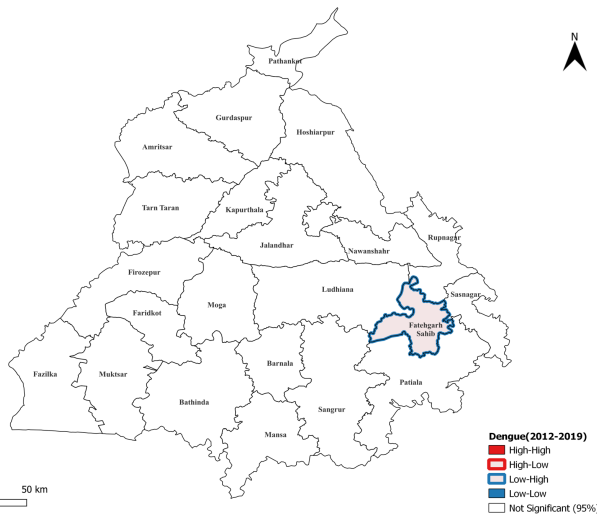 N
Pathankot
Gurdaspur
Hoshiarpur
Amritsar
Tarn Taran
Kapurthala
Rupnagar
Jalandhar
Nawanshahr
Firozepur
Ludhiana
Sasnagar
Moga
Faridkot
Fatehgarh
Sahib
Barnala
Fazilka
Muktsar
Patiala
Bathinda
Sangrur
Mansa
Dengue(2012-2019)
High-High
High-Low
Low-High
Low-Low
Not Significant (95%)
50 km